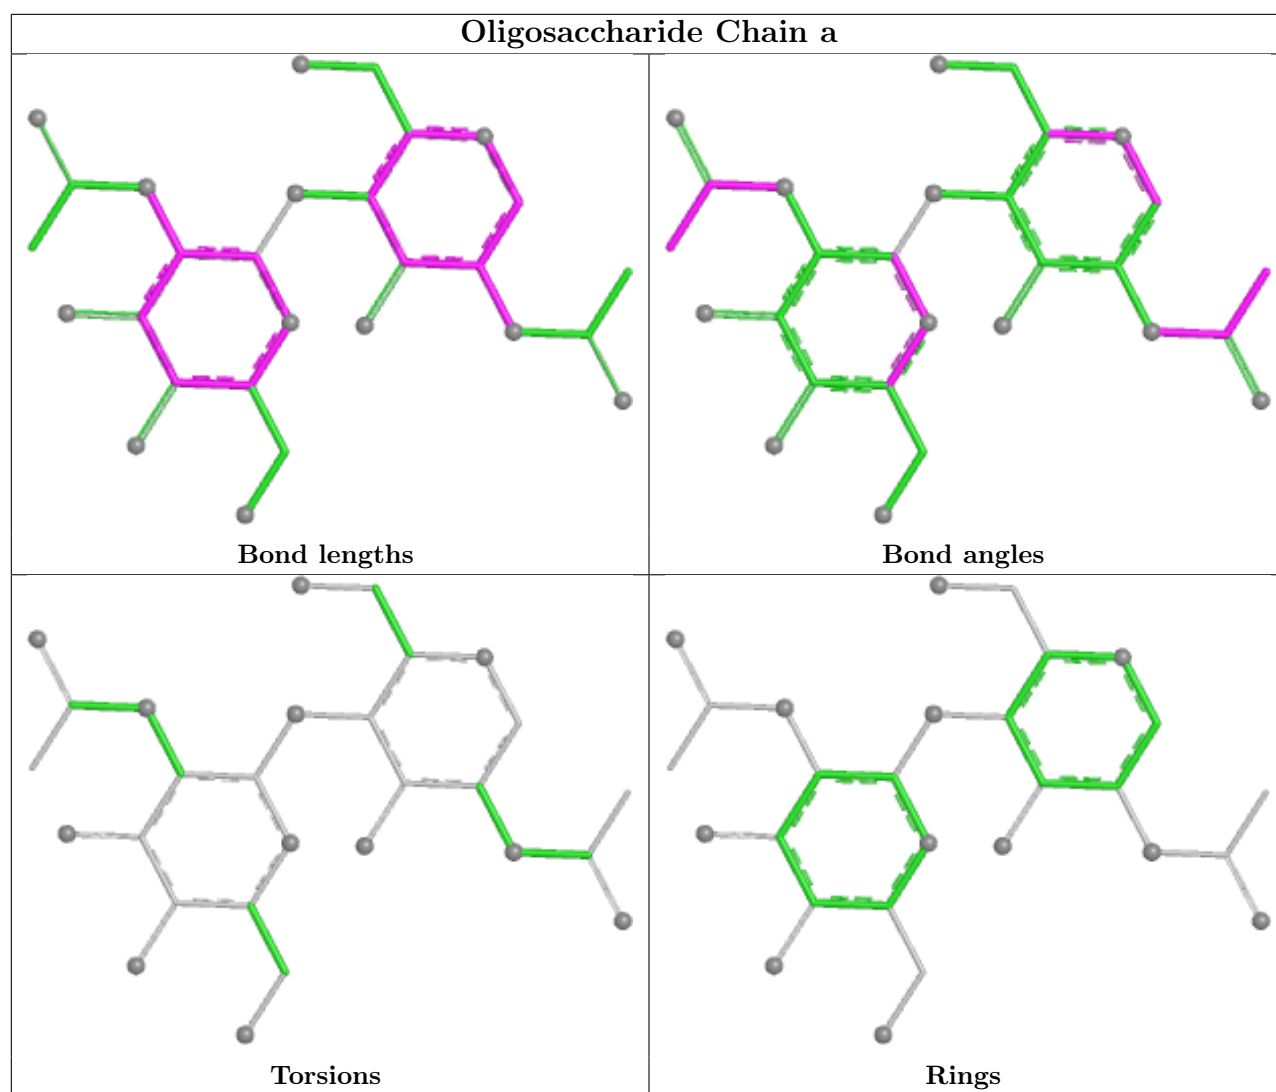 Oligosaccharide Chain a
Bond lengths
Bond angles
Torsions
Rings